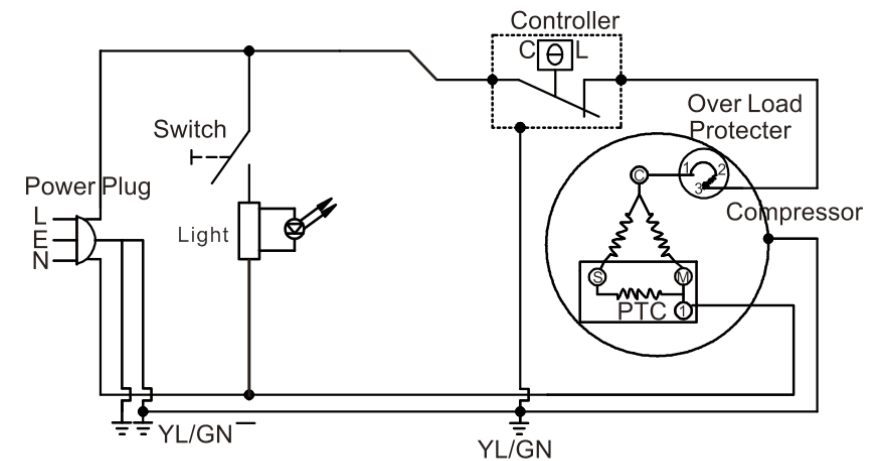 Controller
C θ L
Over Load
Protecter
Switch
1 2
3
C
Power Plug
L
E
N
Compressor
Light
S M
PTC 1
YL/GN
YL/GN